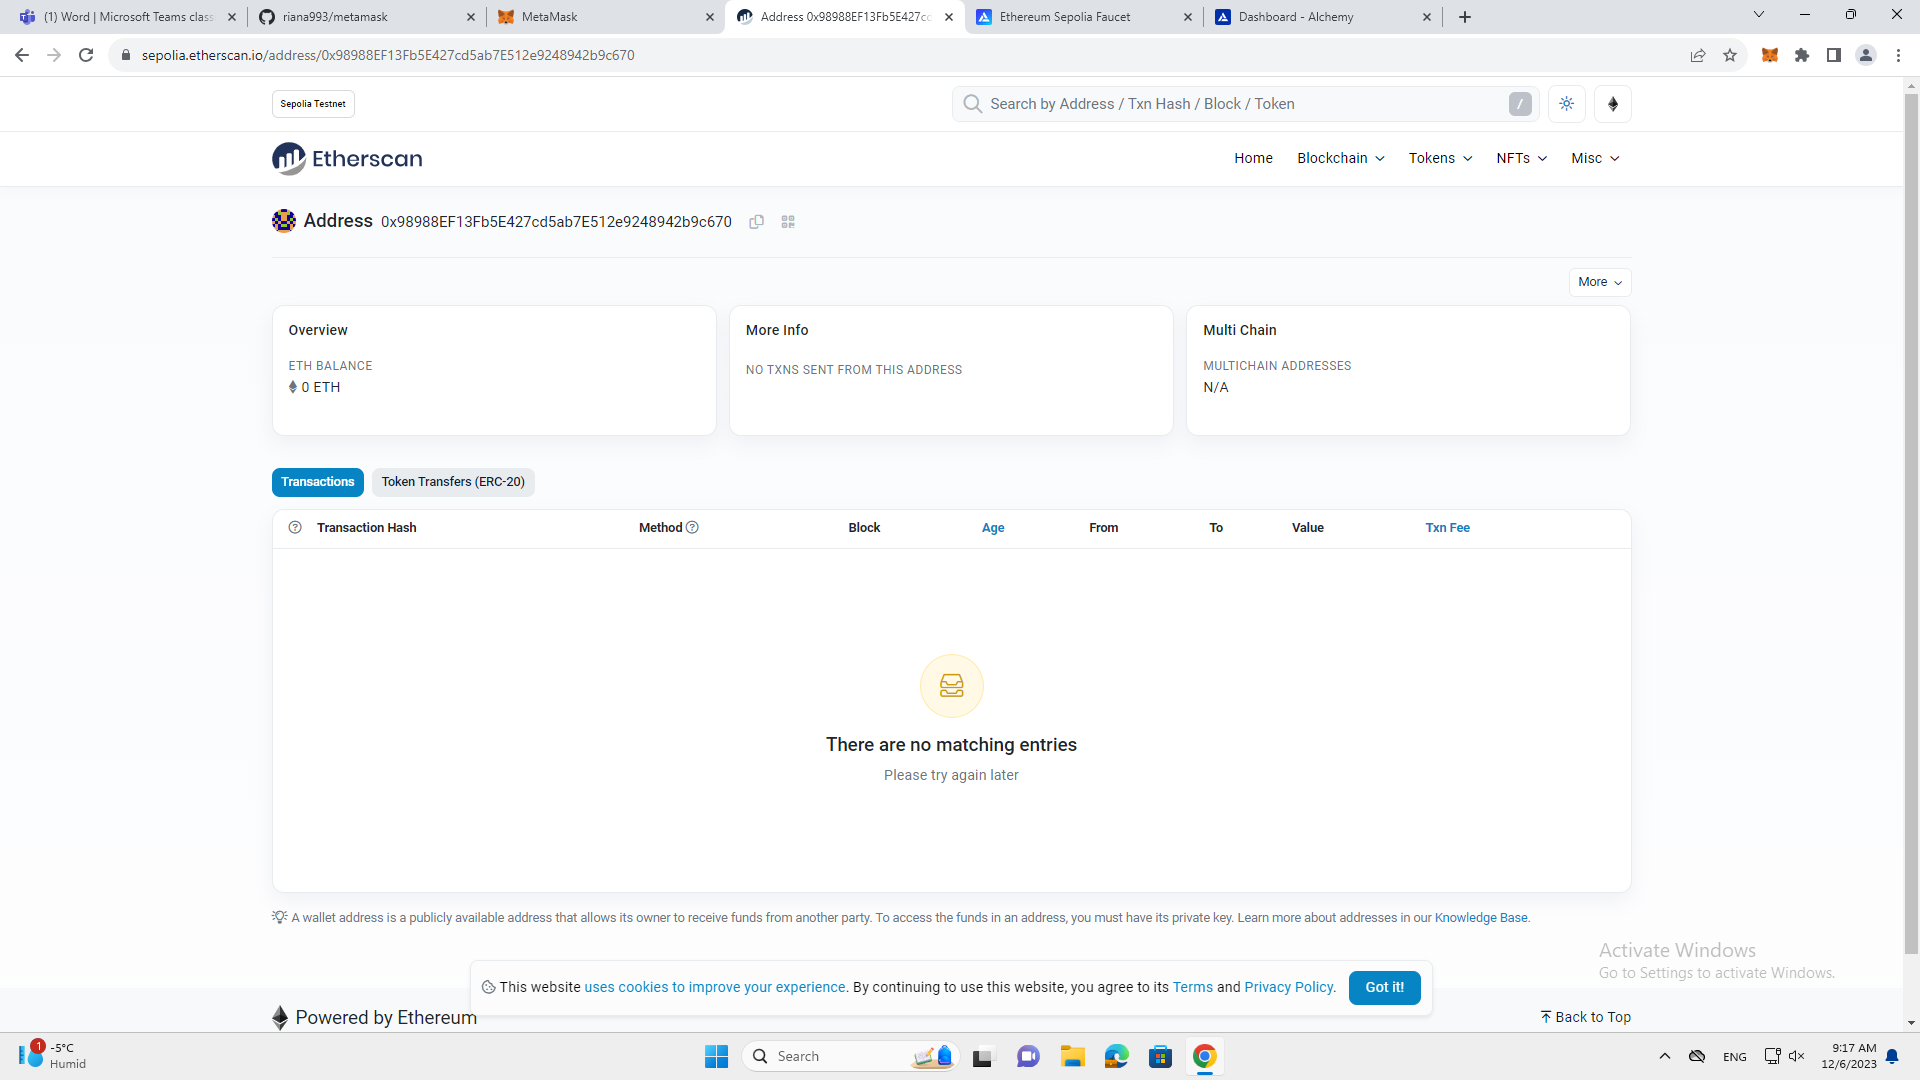 (1) Word | Microsoft Teams class
riana993/metamask
MetaMask
Address 0x98988EF13Fb5E427cd
Ethereum Sepolia Faucet
Dashboard - Alchemy
sepolia.etherscan.io/address/0x98988EF13Fb5E427cd5ab7E512e9248942b9c670
Sepolia Testnet
Search by Address / Txn Hash / Block / Token
/
Etherscan
Home
Blockchain
Tokens
NFTs
Misc
Address 0x98988EF13Fb5E427cd5ab7E512e9248942b9c670
More
Overview
ETH BALANCE
0 ETH
More Info
NO TXNS SENT FROM THIS ADDRESS
Multi Chain
MULTICHAIN ADDRESSES
N/A
Transactions
Token Transfers (ERC-20)
Transaction Hash
Method
Block
Age
From
To
Value
Txn Fee
There are no matching entries
Please try again later
A wallet address is a publicly available address that allows its owner to receive funds from another party. To access the funds in an address, you must have its private key. Learn more about addresses in our Knowledge Base.
Activate Windows
Go to Settings to activate Windows.
This website uses cookies to improve your experience. By continuing to use this website, you agree to its Terms and Privacy Policy.
Got it!
Powered by Ethereum
Back to Top
1
-5°C
Humid
Search
ENG
9:17 AM
12/6/2023